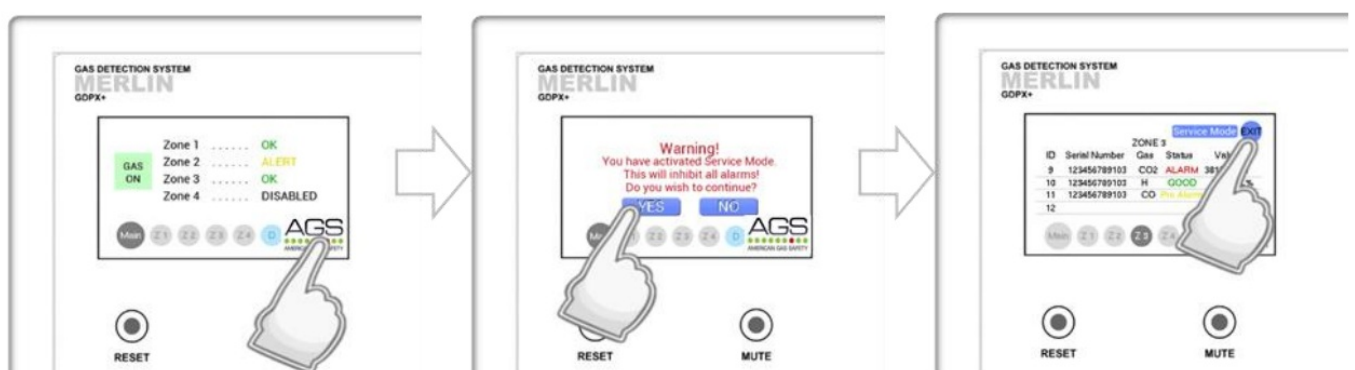 GAS DETECTION SYSTEM
MERLIN
GDPX+
GAS ON
Zone 1 ...... OK
Zone 2 ...... ALERT
Zone 3 ...... OK
Zone 4 ...... DISABLED
Main Z1 Z2 Z3 Z4 D AGS
RESET
GAS DETECTION SYSTEM
MERLIN
GDPX+
Warning!
You have activated Service Mode.
This will inhibit all alarms!
Do you wish to continue?
YES NO
Z2 Z3 Z4 D AGS
AMERICAN GAS SAFETY
RESET MUTE
GAS DETECTION SYSTEM
MERLIN
GDPX+
Service Mode EXIT
ZONE 3
ID Serial Number Gas Status
9 123456789103 CO2 ALARM
10 123456789103 H GOOD %
11 123456789103 CO Pre Alarm
12
Main Z1 Z2 Z3 Z4
RESET MUTE